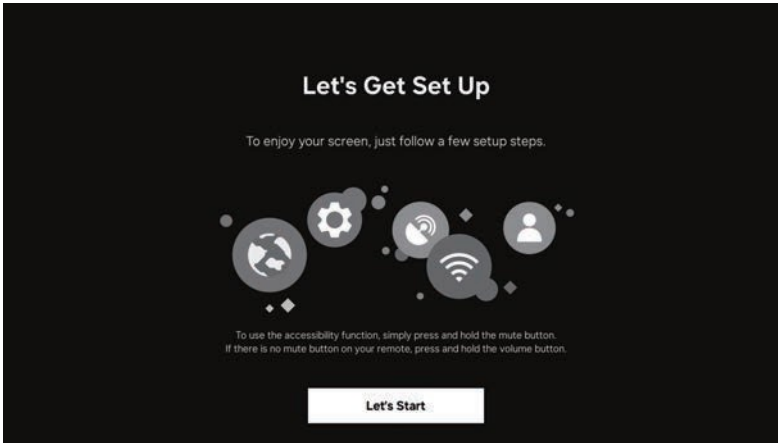 Let's Get Set Up
To enjoy your screen, just follow a few setup steps.
To use the accessibility function, simply press and hold the mute button.
If there is no mute button on your remote, press and hold the volume button.
Let's Start